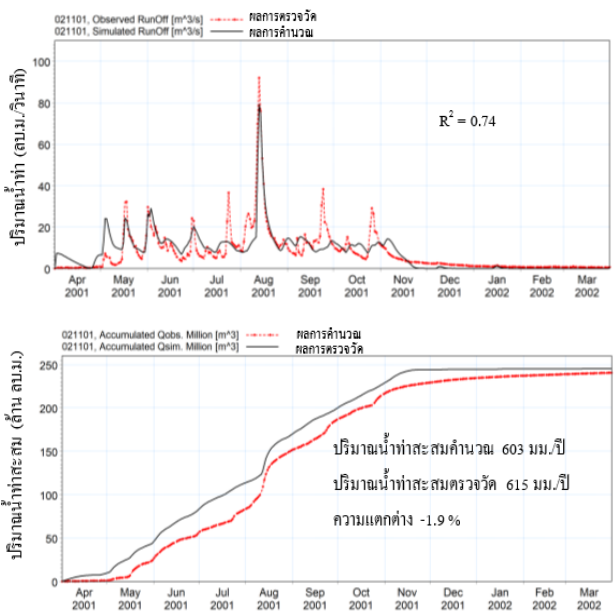 021101, Observed RunOff [m^3/s] ผลการตรวจวัด
021101, Simulated RunOff [m^3/s] ผลการคำนวณ
ปริมาณน้ำท่า (ลบ.ม./วินาที)
100
80
60
40
20
0
R² = 0.74
Apr May Jun Jul Aug Sep Oct Nov Dec Jan Feb Mar
2001 2001 2001 2001 2001 2001 2001 2001 2001 2002 2002 2002
021101, Accumulated Qobs. Million [m^3] ผลการคำนวณ
021101, Accumulated Qsim. Million [m^3] ผลการตรวจวัด
ปริมาณน้ำท่าสะสม (ล้าน ลบ.ม.)
250
200
150
100
50
0
ปริมาณน้ำท่าสะสมคำนวณ 603 มม./ปี
ปริมาณน้ำท่าสะสมตรวจวัด 615 มม./ปี
ความแตกต่าง -1.9 %
Apr May Jun Jul Aug Sep Oct Nov Dec Jan Feb Mar
2001 2001 2001 2001 2001 2001 2001 2001 2001 2002 2002 2002